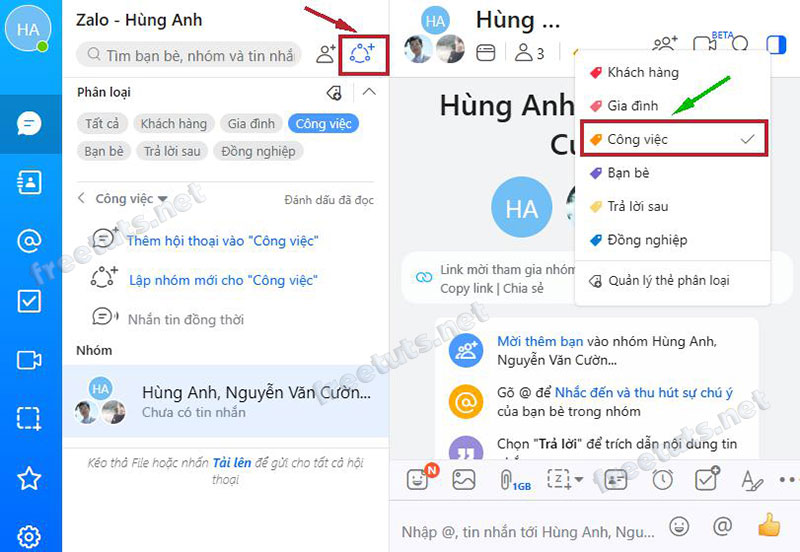 HA
Zalo - Hùng Anh
Tìm bạn bè, nhóm và tin nhắ
Phân loại
Tất cả
Khách hàng
Gia đình
Công việc
Bạn bè
Trả lời sau
Đồng nghiệp
Công việc
Đánh dấu đã đọc
Thêm hội thoại vào "Công việc"
Lập nhóm mới cho "Công việc"
Nhắn tin đồng thời
Nhóm
HA
Hùng Anh, Nguyễn Văn Cườn...
Chưa có tin nhắn
Kéo thả File hoặc nhấn Tải lên để gửi cho tất cả hội
thoại
HA
Hùng ...
3
BETA
Khách hàng
Gia đình
Công việc
Bạn bè
Trả lời sau
Đồng nghiệp
Quản lý thẻ phân loại
Hùng Anh
HA
Link mời tham gia nhóm
Copy link | Chia sẻ
Mời thêm bạn vào nhóm Hùng Anh,
Nguyễn Văn Cườn...
Gõ @ để Nhắc đến và thu hút sự chú ý
của bạn bè trong nhóm
Chọn "Trả lời" để trích dẫn nội dung tin
N
1GB
Nhập @, tin nhắn tới Hùng Anh, Ngu...
freetuts.net
freetuts.net
freetuts.net